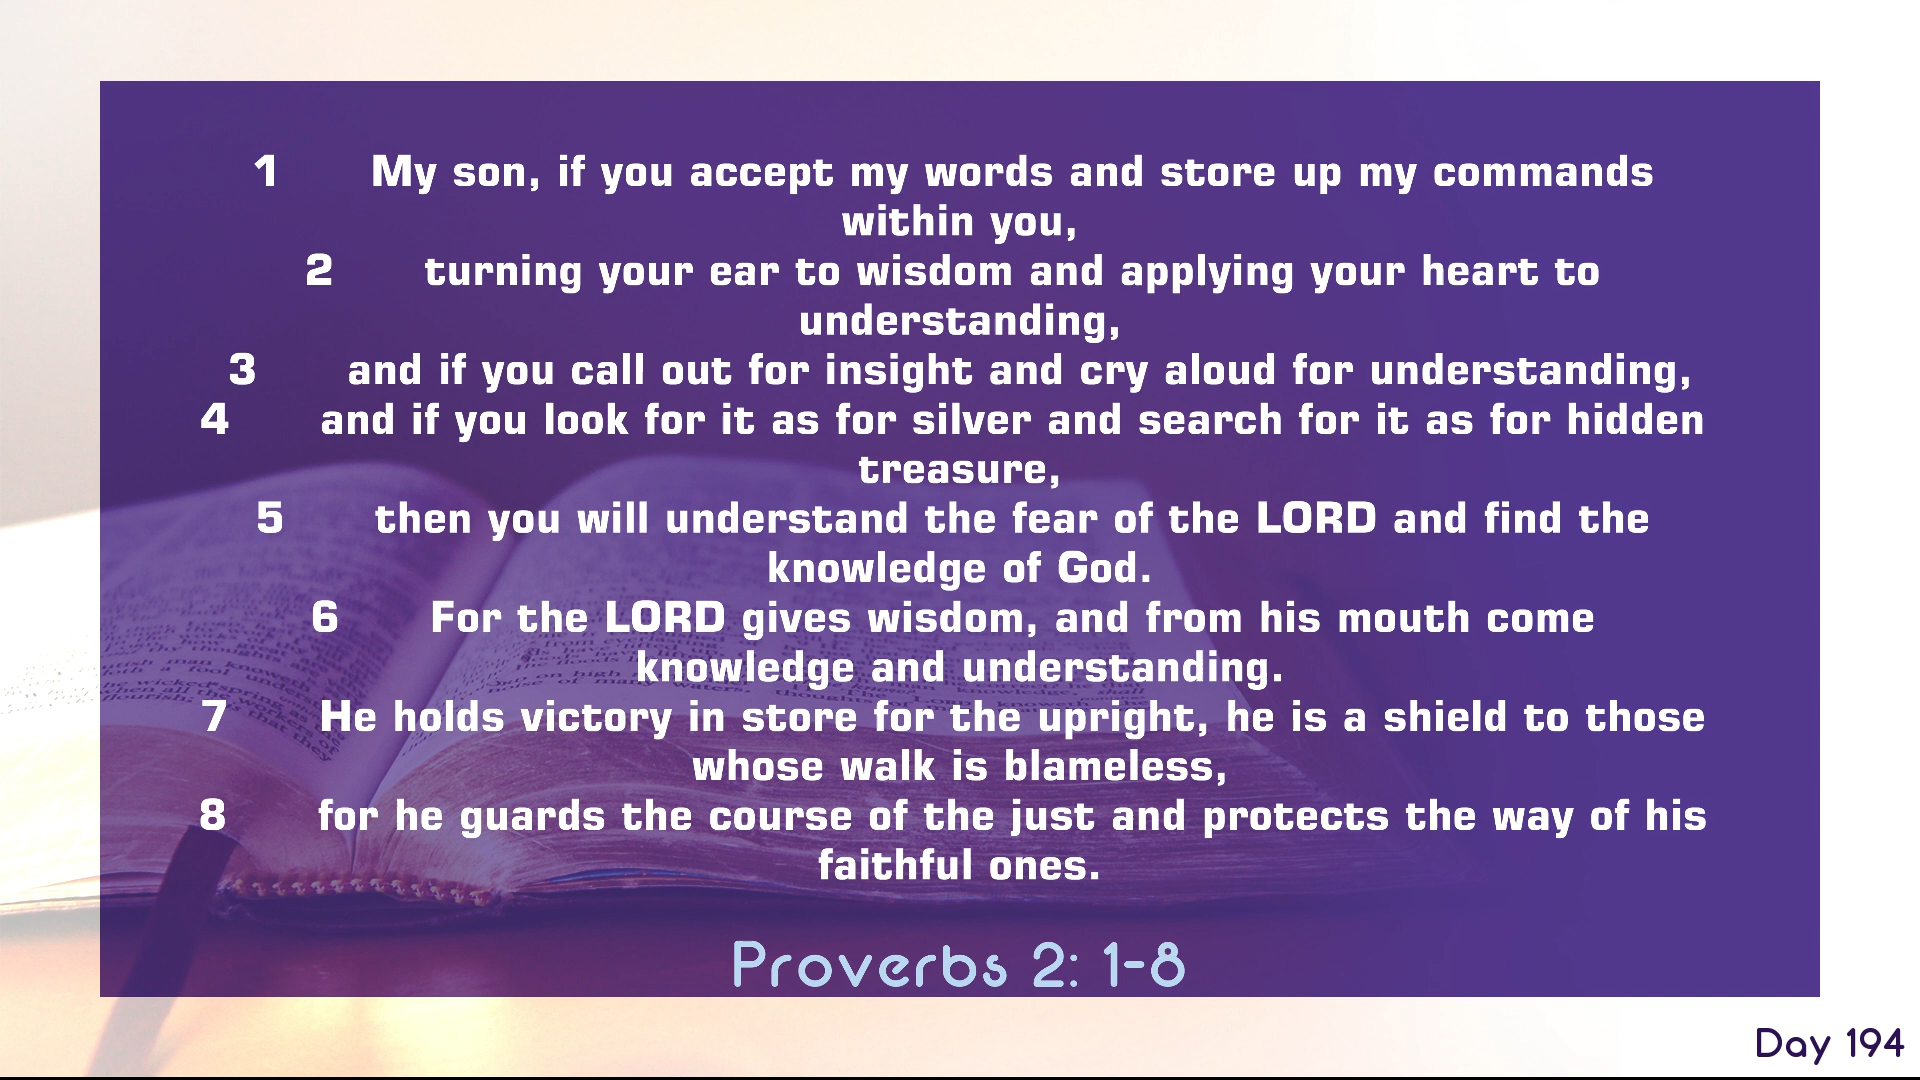 1 My son, if you accept my words and store up my commands
within you,
2 turning your ear to wisdom and applying your heart to
understanding,
3 and if you call out for insight and cry aloud for understanding,
4 and if you look for it as for silver and search for it as for hidden
treasure,
5 then you will understand the fear of the LORD and find the
knowledge of God.
6 For the LORD gives wisdom, and from his mouth come
knowledge and understanding.
7 He holds victory in store for the upright, he is a shield to those
whose walk is blameless,
8 for he guards the course of the just and protects the way of his
faithful ones.
Proverbs 2: 1-8
Day 194